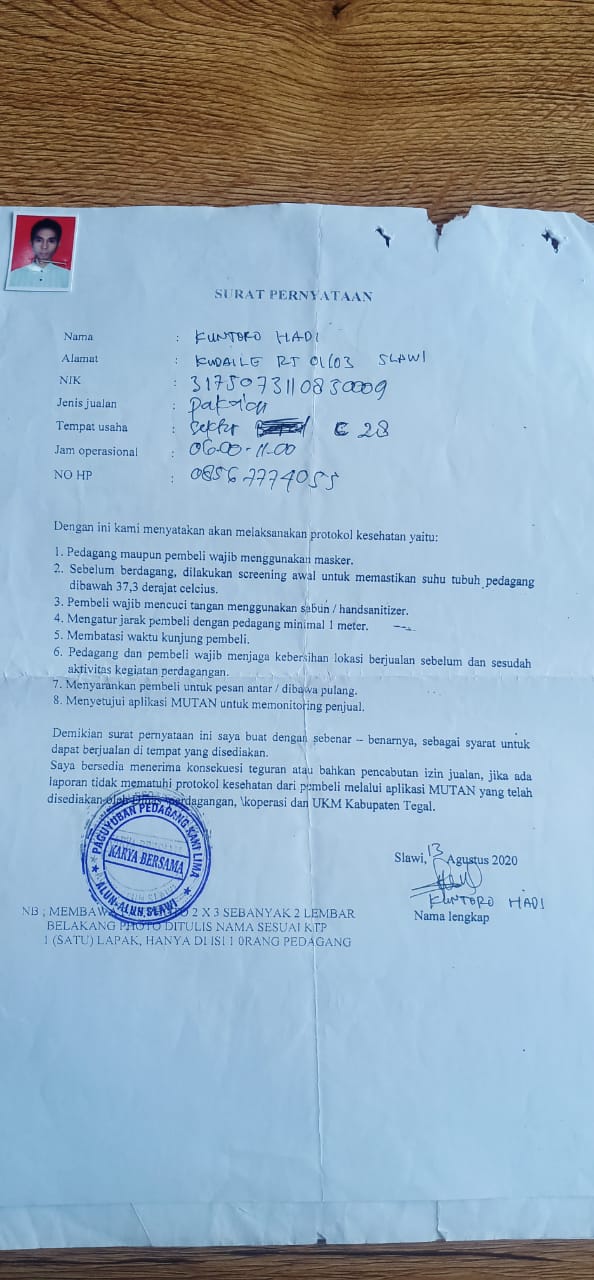 SURAT PERNYATAAN
Nama : KUNTORO HADI
Alamat : KUDAILE RT 01/03 SLAWI
NIK : 3175073110830009
Jenis jualan : pakaian
Tempat usaha : sektor C 28
Jam operasional : 06.00-11.00
NO HP : 08567774055
Dengan ini kami menyatakan akan melaksanakan protokol kesehatan yaitu:
1. Pedagang maupun pembeli wajib menggunakan masker.
2. Sebelum berdagang, dilakukan screening awal untuk memastikan suhu tubuh pedagang
dibawah 37,3 derajat celcius.
3. Pembeli wajib mencuci tangan menggunakan sabun / handsanitizer.
4. Mengatur jarak pembeli dengan pedagang minimal 1 meter.
5. Membatasi waktu kunjung pembeli.
6. Pedagang dan pembeli wajib menjaga kebersihan lokasi berjualan sebelum dan sesudah
aktivitas kegiatan perdagangan.
7. Menyarankan pembeli untuk pesan antar / dibawa pulang.
8. Menyetujui aplikasi MUTAN untuk memonitoring penjual.
Demikian surat pernyataan ini saya buat dengan sebenar – benarnya, sebagai syarat untuk
dapat berjualan di tempat yang disediakan.
Saya bersedia menerima konsekuesi teguran atau bahkan pencabutan izin jualan, jika ada
laporan tidak mematuhi protokol kesehatan dari pembeli melalui aplikasi MUTAN yang telah
disediakan oleh Dinas perdagangan, \koperasi dan UKM Kabupaten Tegal.
PAGUYUBAN PEDAGANG KAKI LIMA
KARYA BERSAMA
ALUN-ALUN SLAWI
Slawi, 13 Agustus 2020
KUNTORO HADI
Nama lengkap
NB ; MEMBAWA 2 X 3 SEBANYAK 2 LEMBAR
BELAKANG PHOTO DITULIS NAMA SESUAI KTP
1 (SATU) LAPAK, HANYA DI ISI 1 0RANG PEDAGANG